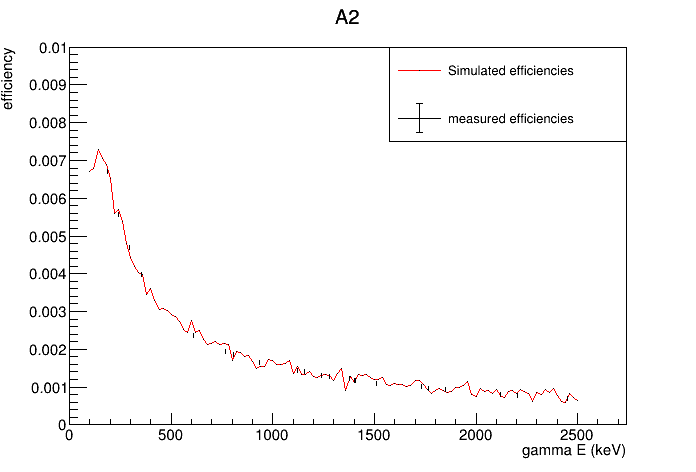 A2
efficiency
0.01
0.009
0.008
0.007
0.006
0.005
0.004
0.003
0.002
0.001
0
Simulated efficiencies
measured efficiencies
0 500 1000 1500 2000 2500
gamma E (keV)